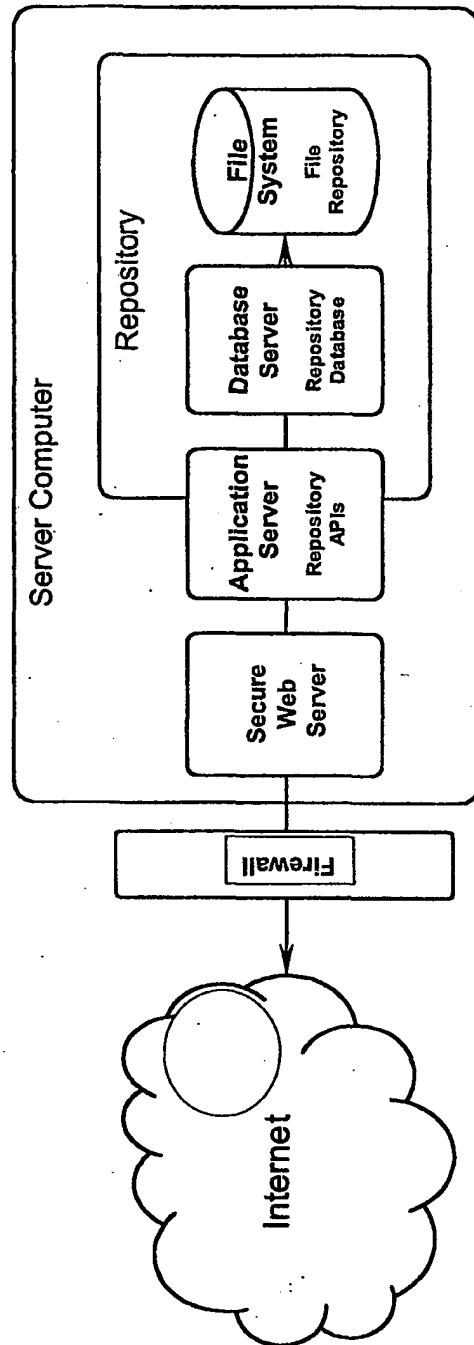 Server Computer
Repository
File
System
File
Repository
Database
Server
Repository
Database
Application
Server
Repository
APIs
Secure
Web
Server
Firewall
Internet